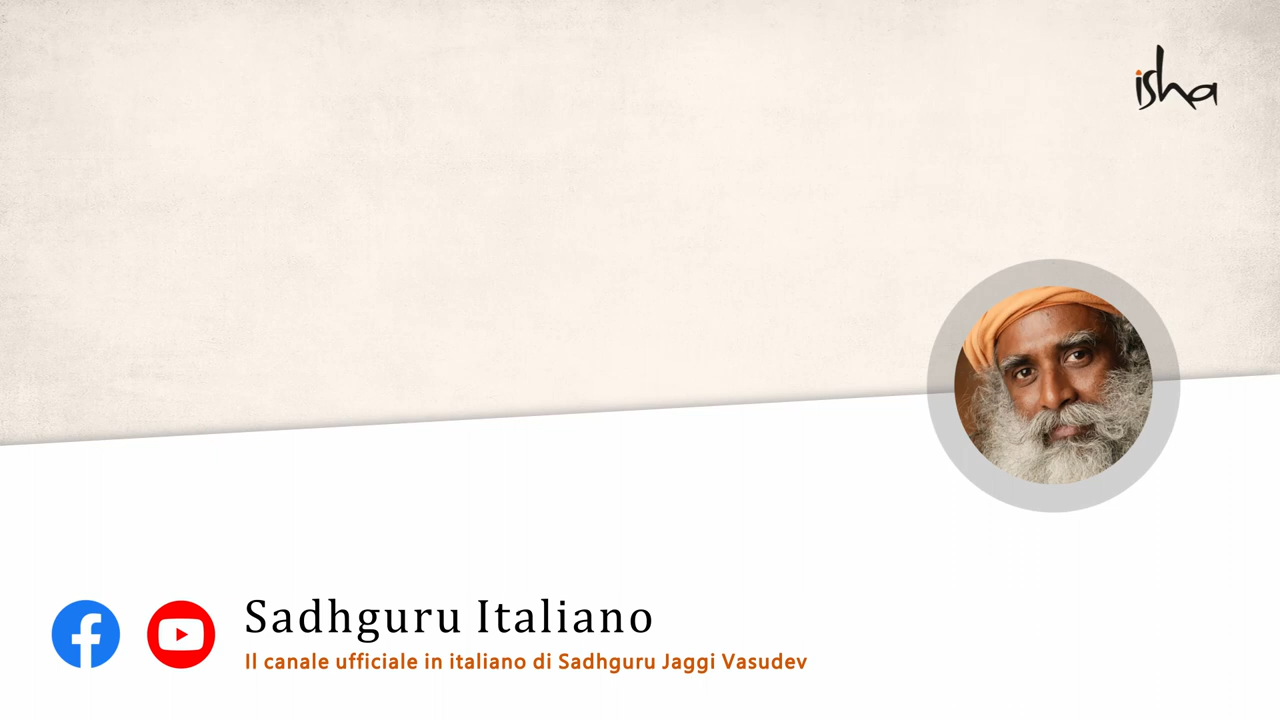 isha
Sadhguru Italiano
Il canale ufficiale in italiano di Sadhguru Jaggi Vasudev